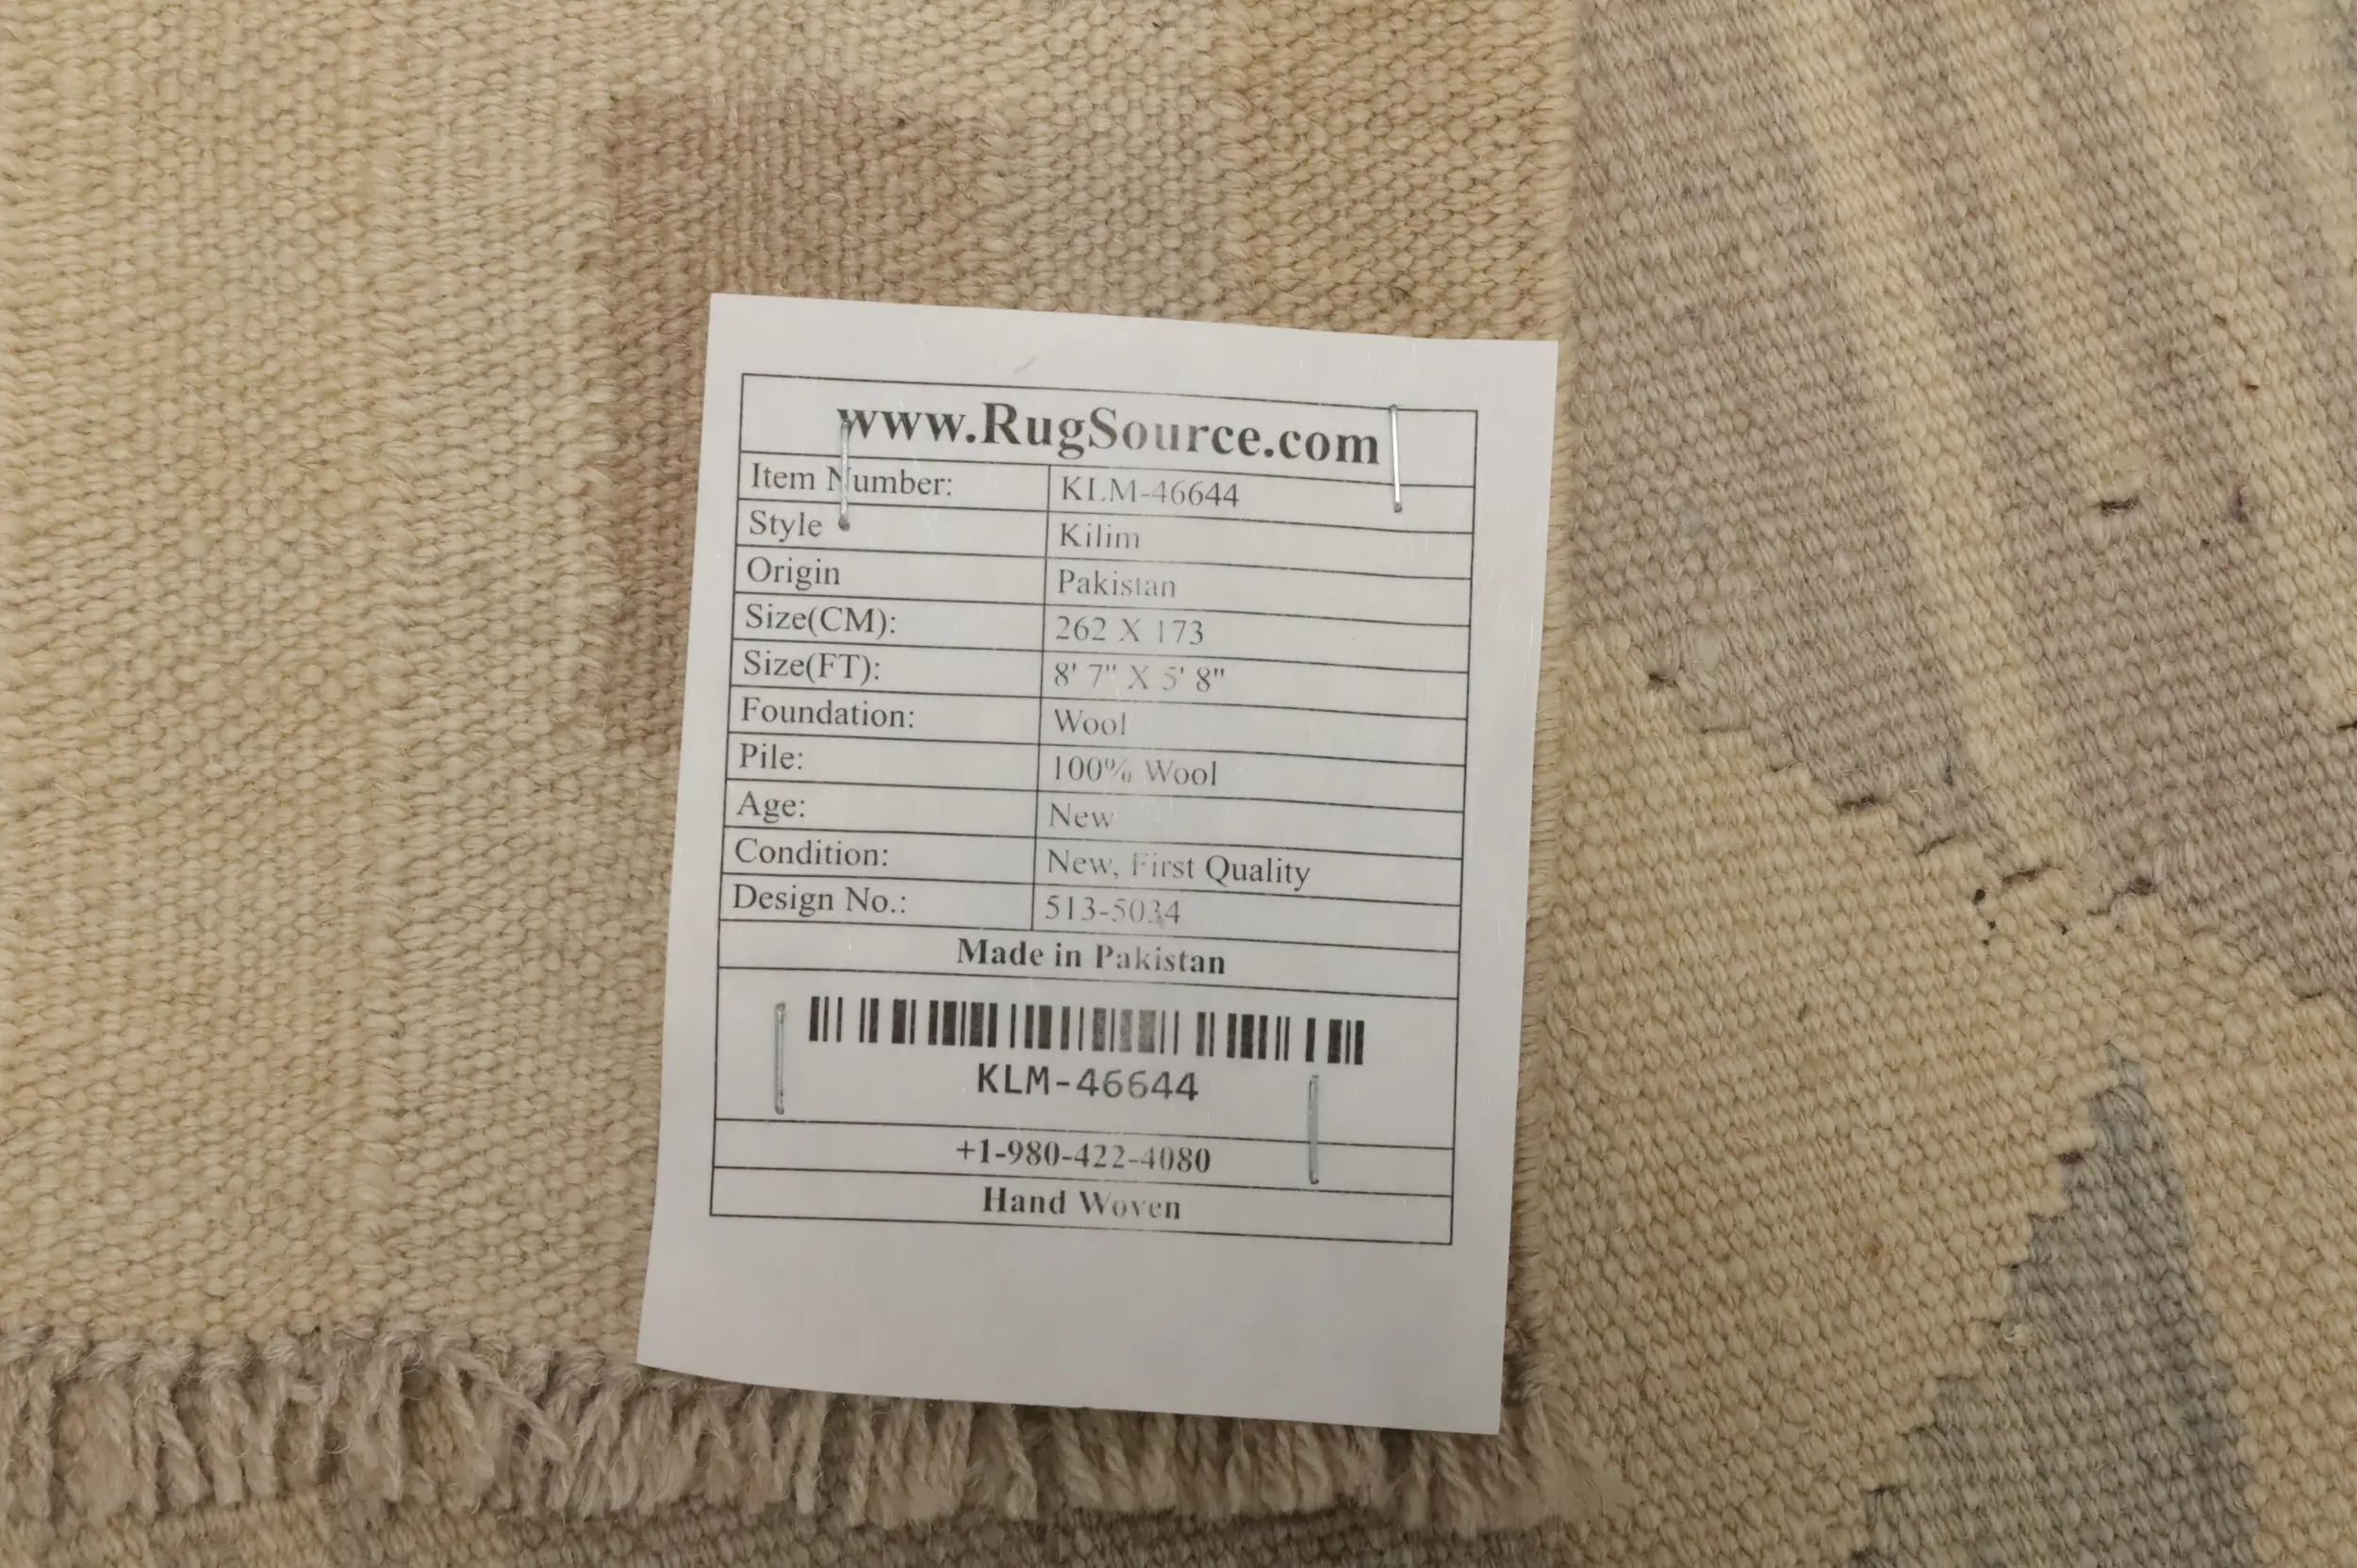 www.RugSource.com
Item Number: KLM-46644
Style Kilim
Origin Pakistan
Size(CM): 262 X 173
Size(FT): 8' 7" X 5' 8"
Foundation: Wool
Pile: 100% Wool
Age: New
Condition: New, First Quality
Design No.: 513-5034
Made in Pakistan
KLM-46644
+1-980-422-4080
Hand Woven